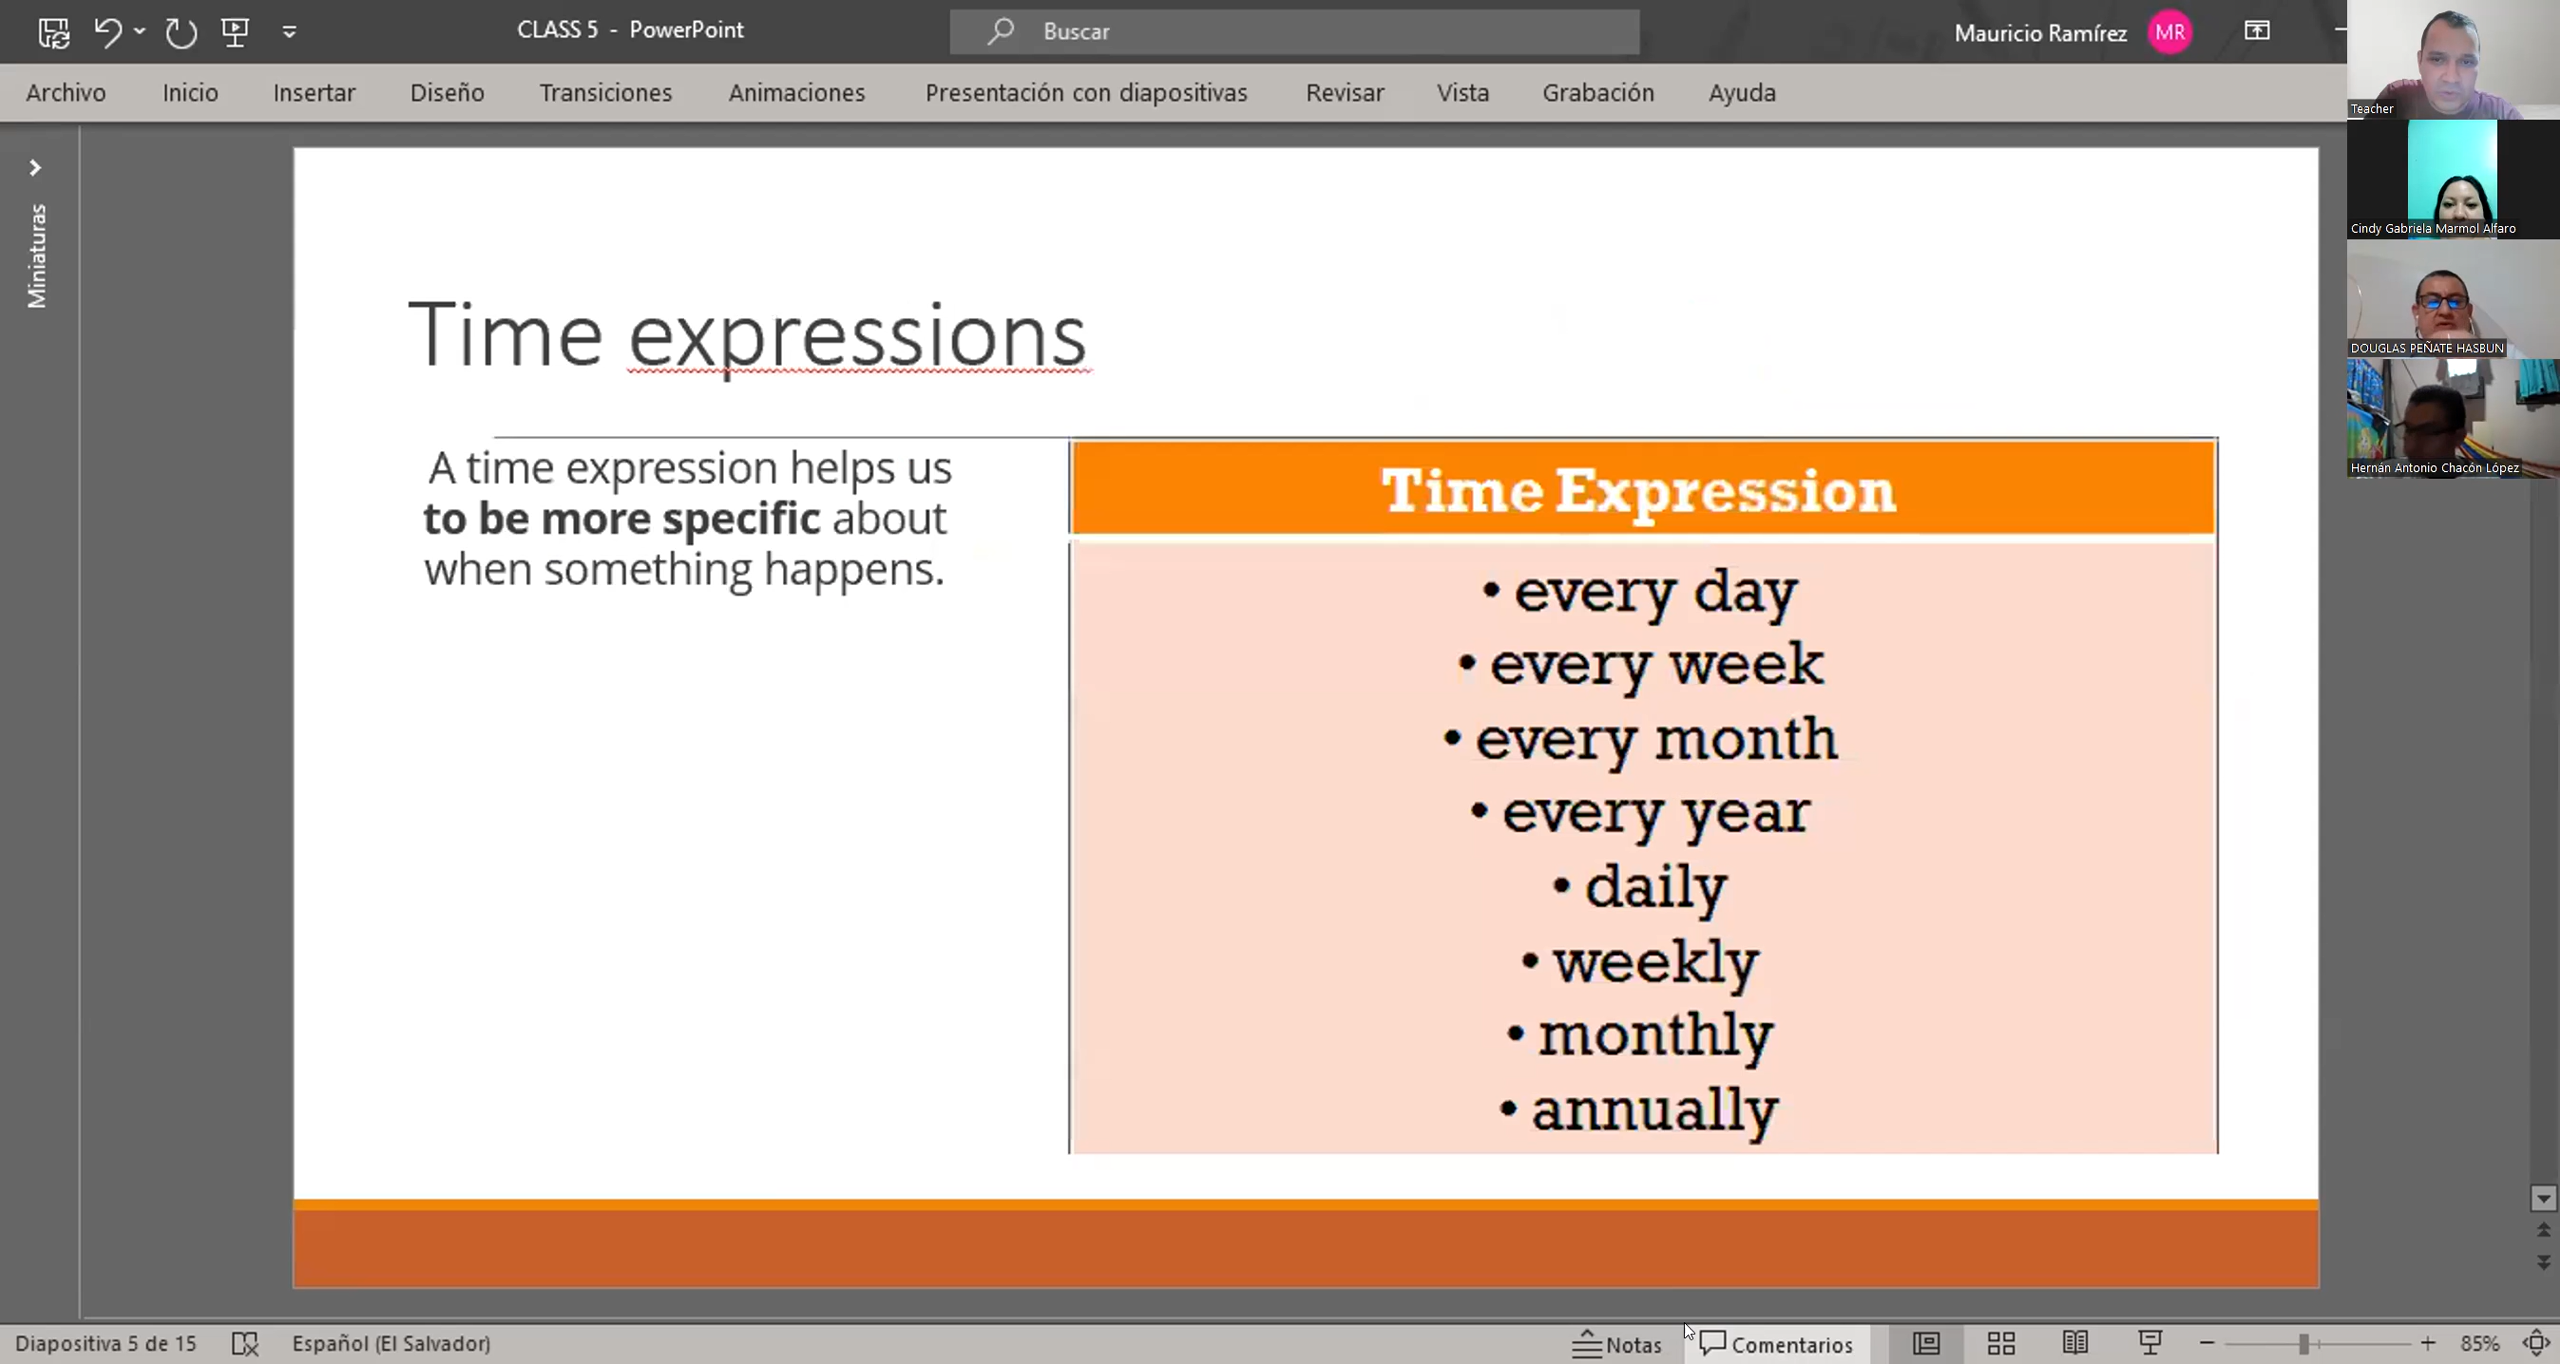 CLASS 5 - PowerPoint
Buscar
Mauricio Ramírez
MR
Archivo
Inicio
Insertar
Diseño
Transiciones
Animaciones
Presentación con diapositivas
Revisar
Vista
Grabación
Ayuda
Miniaturas
Time expressions
A time expression helps us
to be more specific about
when something happens.
Time Expression
• every day
• every week
• every month
• every year
• daily
• weekly
• monthly
• annually
Teacher
Cindy Gabriela Marmol Alfaro
DOUGLAS PEÑATE HASBUN
Hernán Antonio Chacón López
Diapositiva 5 de 15
Español (El Salvador)
Notas
Comentarios
85%